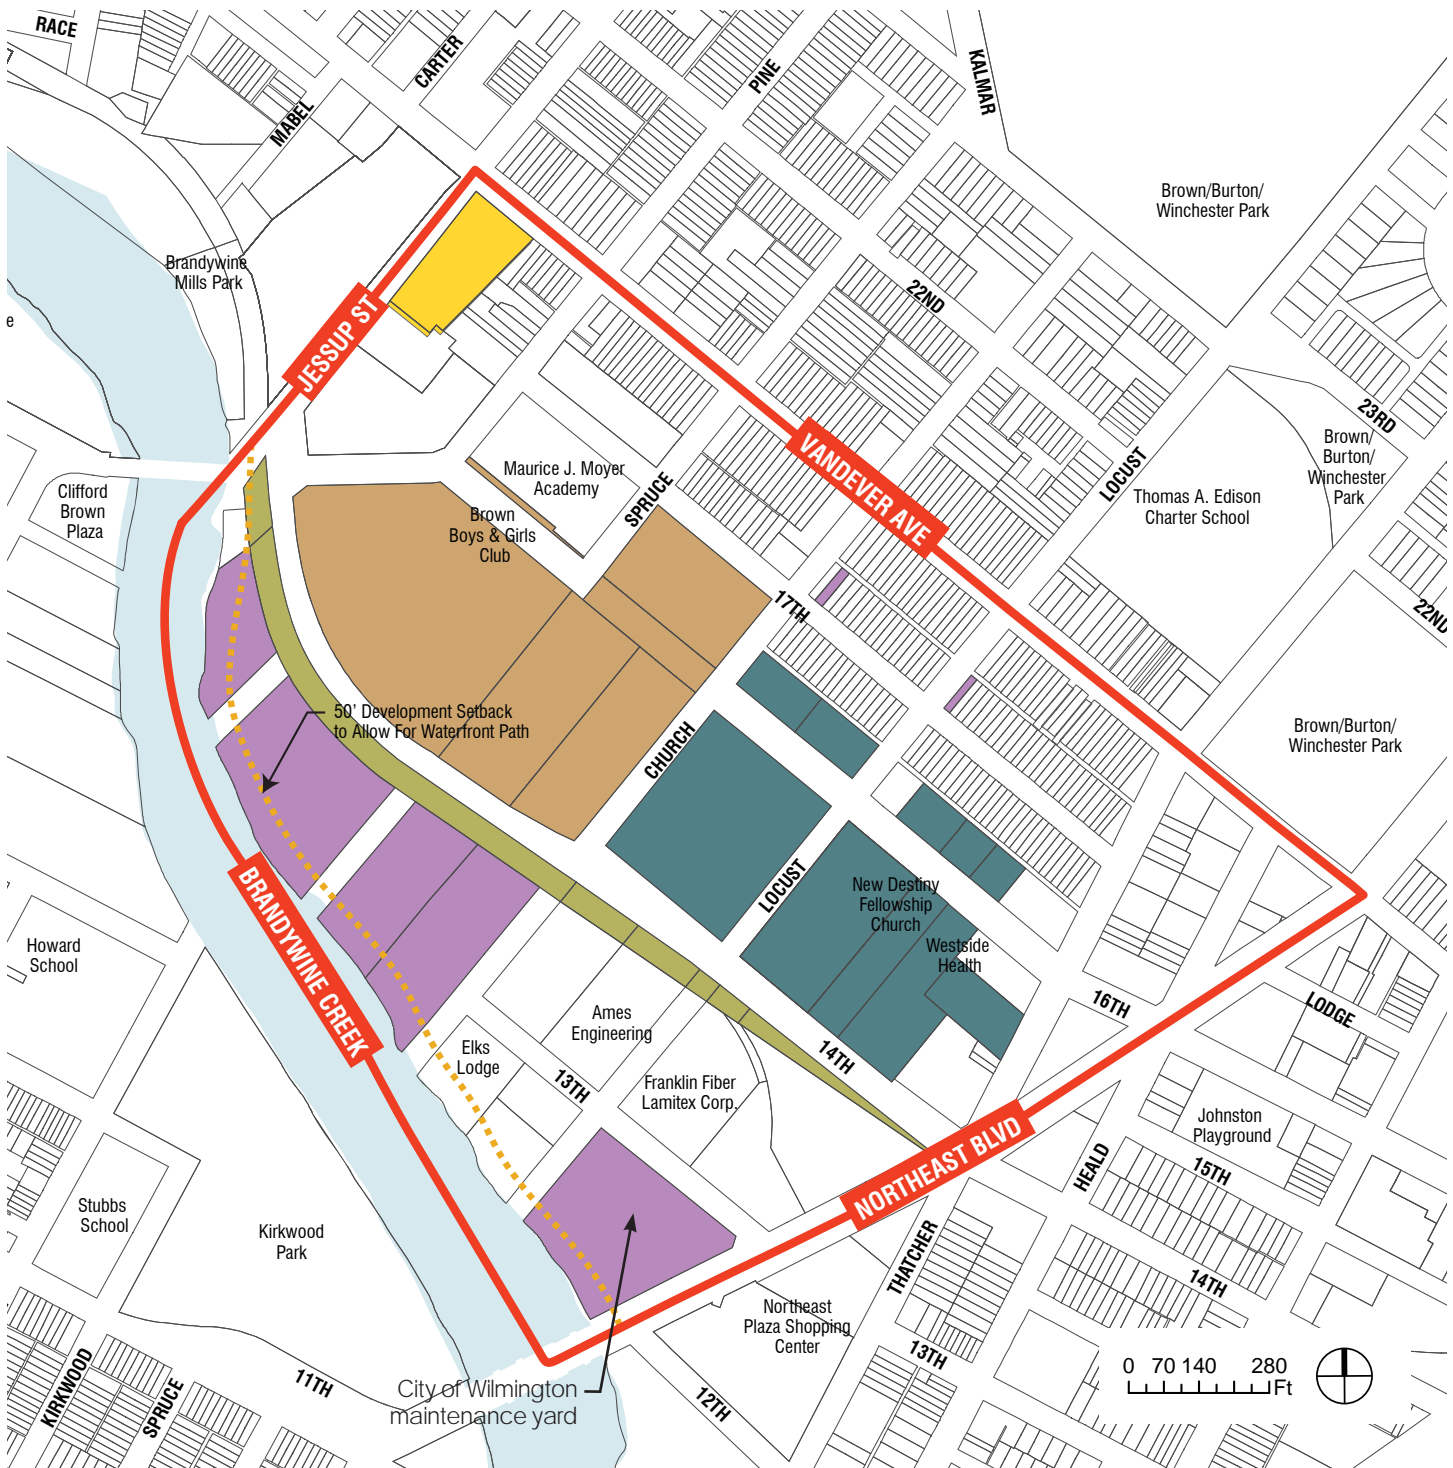 RACE
CARTER
PINE
KALMAR
MABEL
Brown/Burton/
Winchester Park
Brandywine
Mills Park
e
JESSUP ST
22ND
23RD
VANDEVER AVE
LOCUST
Brown/
Burton/
Winchester
Park
Maurice J. Moyer
Academy
SPRUCE
Thomas A. Edison
Charter School
Clifford
Brown
Plaza
Brown
Boys & Girls
Club
17TH
22ND
50' Development Setback
to Allow For Waterfront Path
CHURCH
Brown/Burton/
Winchester Park
BRANDYWINE CREEK
LOCUST
New Destiny
Fellowship
Church
Westside
Health
Howard
School
16TH
LODGE
Ames
Engineering
Elks
Lodge
13TH
14TH
Franklin Fiber
Lamitex Corp.
NORTHEAST BLVD
Johnston
Playground
HEALD
15TH
Stubbs
School
Kirkwood
Park
THATCHER
14TH
Northeast
Plaza Shopping
Center
13TH
0 70 140 280
Ft
KIRKWOOD
SPRUCE
11TH
City of Wilmington
maintenance yard
12TH